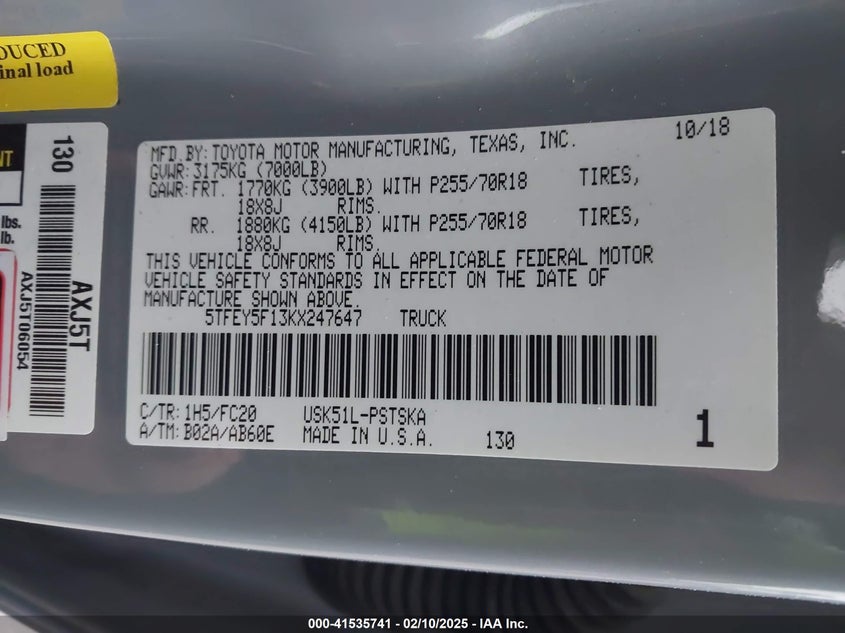 DUCED
inal load
NT
lbs.
lb.
130
AXJ5T
AXJ5T06054
10/18
MFD.BY:TOYOTA MOTOR MANUFACTURING, TEXAS, INC.
GVWR:3175KG (7000LB)
GAWR:FRT. 1770KG (3900LB) WITH P255/70R18 TIRES,
18X8J RIMS.
RR. 1880KG (4150LB) WITH P255/70R18 TIRES,
18X8J RIMS.
THIS VEHICLE CONFORMS TO ALL APPLICABLE FEDERAL MOTOR
VEHICLE SAFETY STANDARDS IN EFFECT ON THE DATE OF
MANUFACTURE SHOWN ABOVE.
5TFEY5F13KX247647 TRUCK
C/TR:1H5/FC20 USK51L-PSTSKA
A/TM:B02A/AB60E MADE IN U.S.A. 130
1
000-41535741 - 02/10/2025 - IAA Inc.